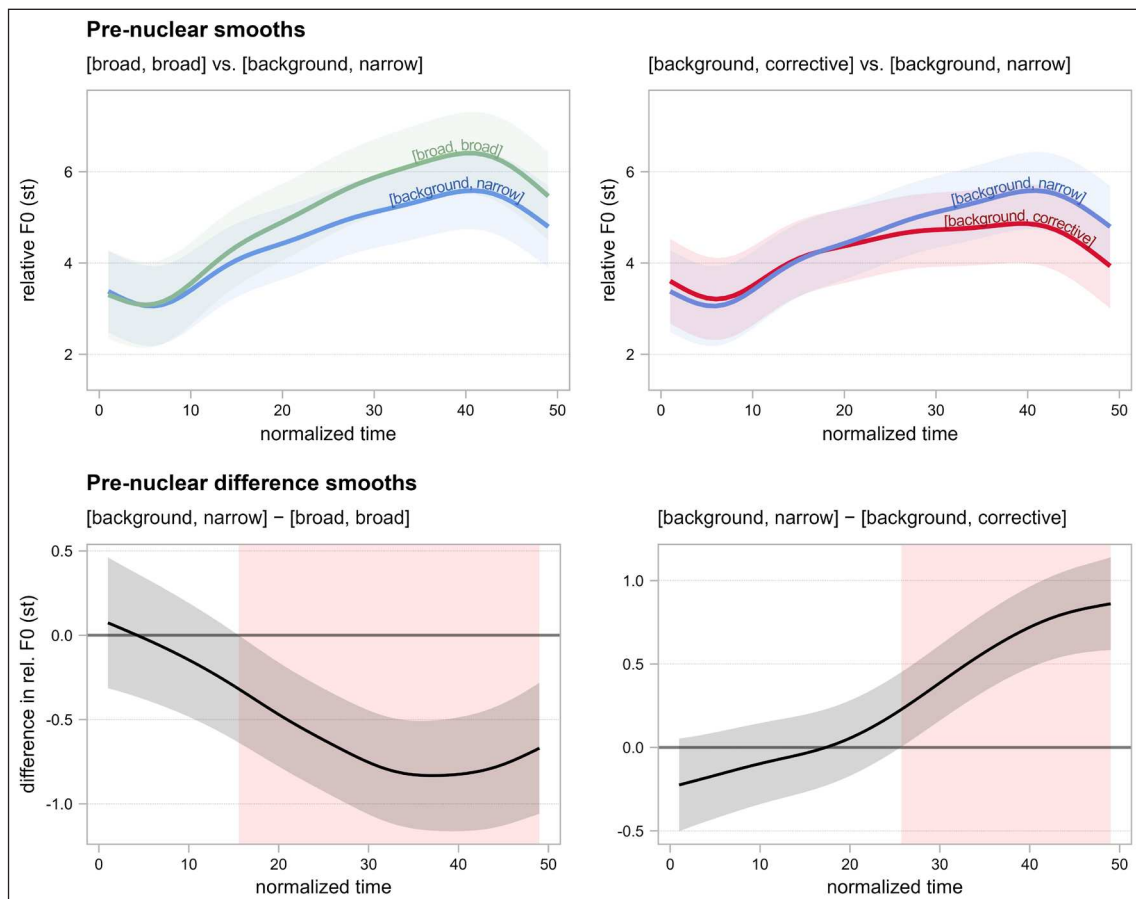 Pre-nuclear smooths
[broad, broad] vs. [background, narrow]
[background, corrective] vs. [background, narrow]
relative F0 (st)
6
4
2
[broad, broad]
[background, narrow]
0 10 20 30 40 50
normalized time
relative F0 (st)
6
4
2
[background, narrow]
[background, corrective]
0 10 20 30 40 50
normalized time
Pre-nuclear difference smooths
[background, narrow] − [broad, broad]
[background, narrow] − [background, corrective]
difference in rel. F0 (st)
0.5
0.0
-0.5
-1.0
0 10 20 30 40 50
normalized time
1.0
0.5
0.0
-0.5
0 10 20 30 40 50
normalized time